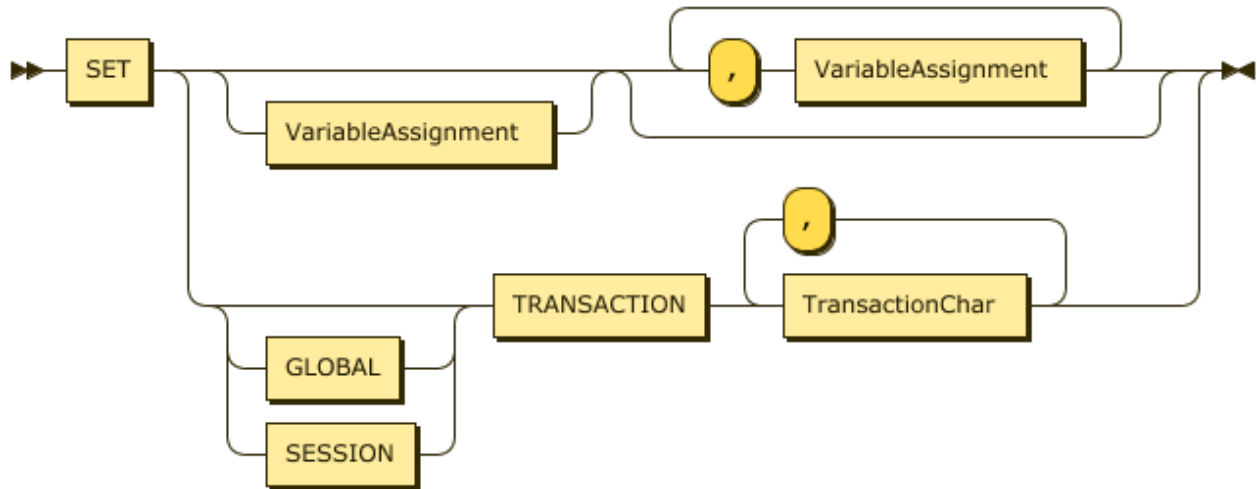 SET
, VariableAssignment
VariableAssignment
,
TRANSACTION TransactionChar
GLOBAL
SESSION